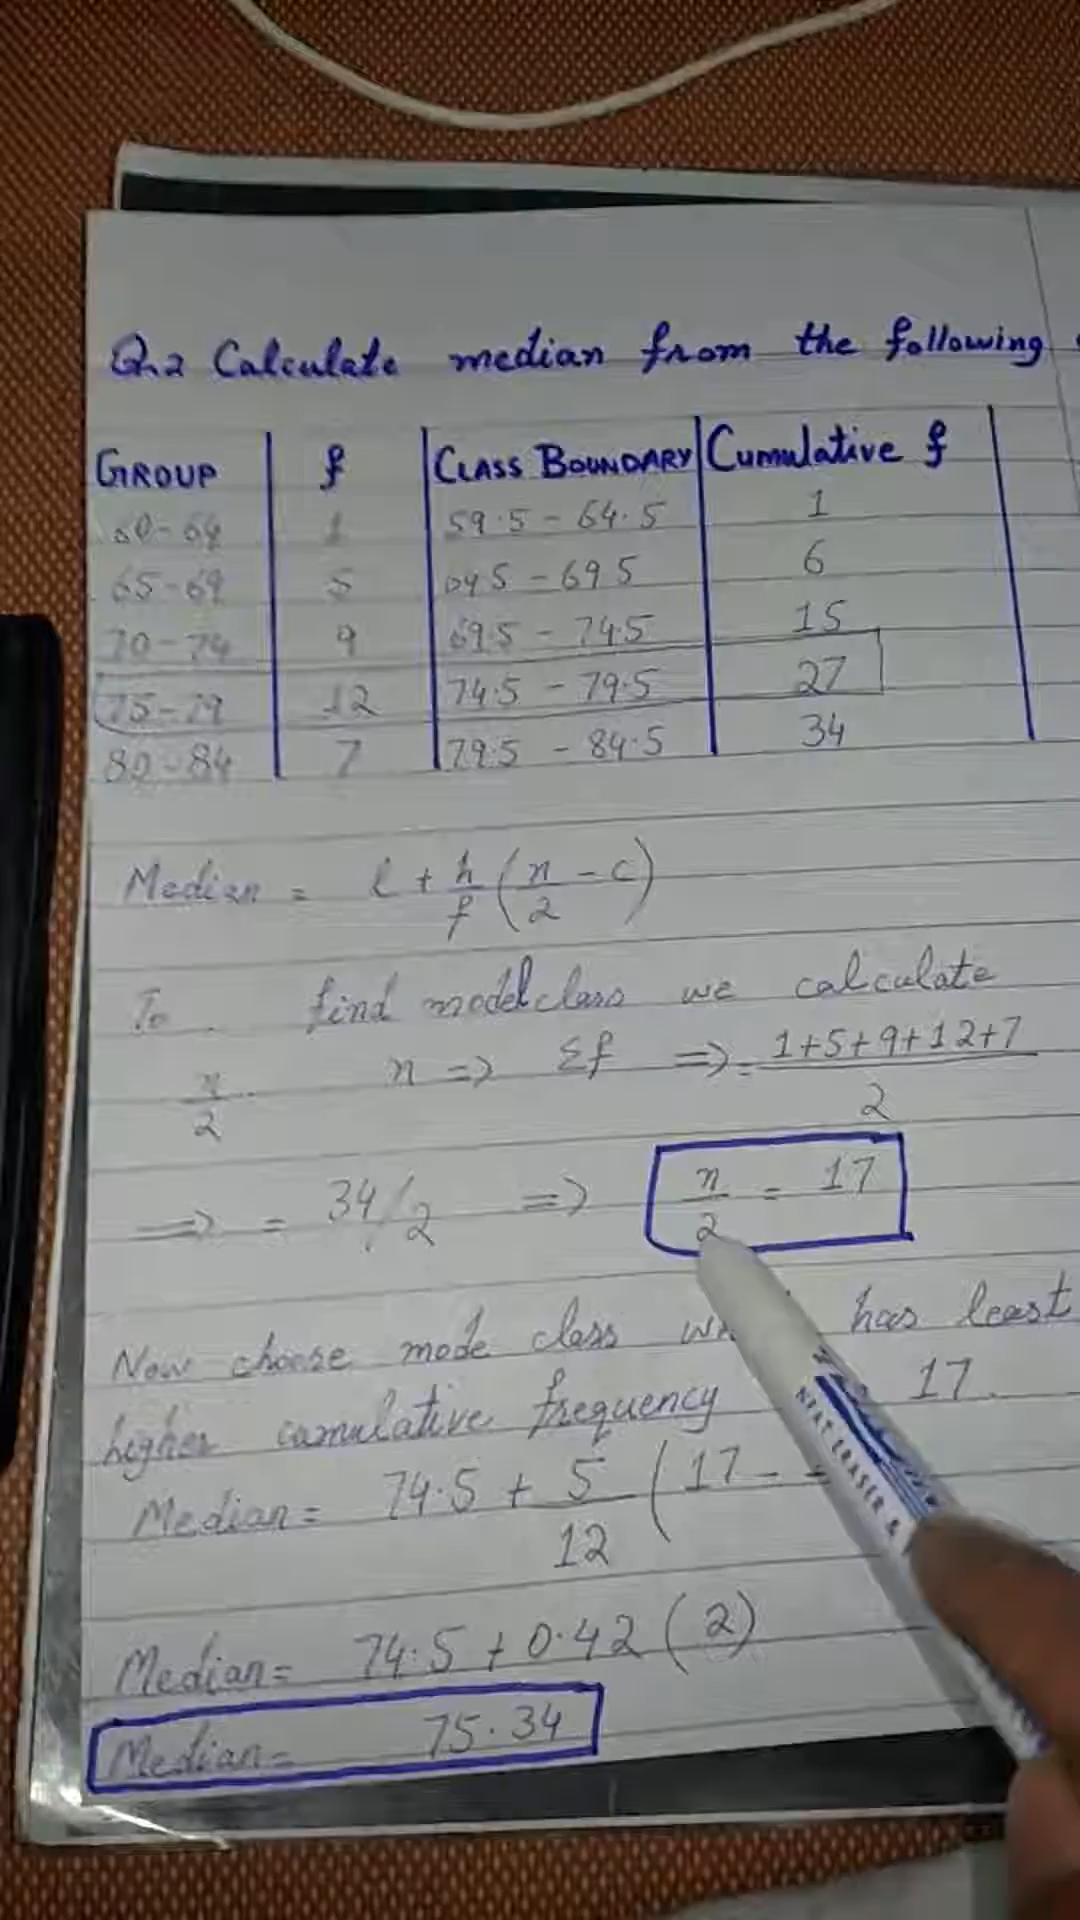 Q.2 Calculate median from the following
GROUP f CLASS BOUNDARY Cumulative f
60-64 1 59.5 - 64.5 1
65-69 5 64.5 - 69.5 6
70-74 9 69.5 - 74.5 15
75-79 12 74.5 - 79.5 27
80-84 7 79.5 - 84.5 34
Median = l + h/f (n/2 - c)
To find model class we calculate
n/2 n => Σf => = 1+5+9+12+7 / 2
=> = 34/2 => n/2 = 17
Now choose mode class has least
higher camulative frequency 17.
Median = 74.5 + 5/12 (17 -
Median = 74.5 + 0.42 (2)
Median = 75.34